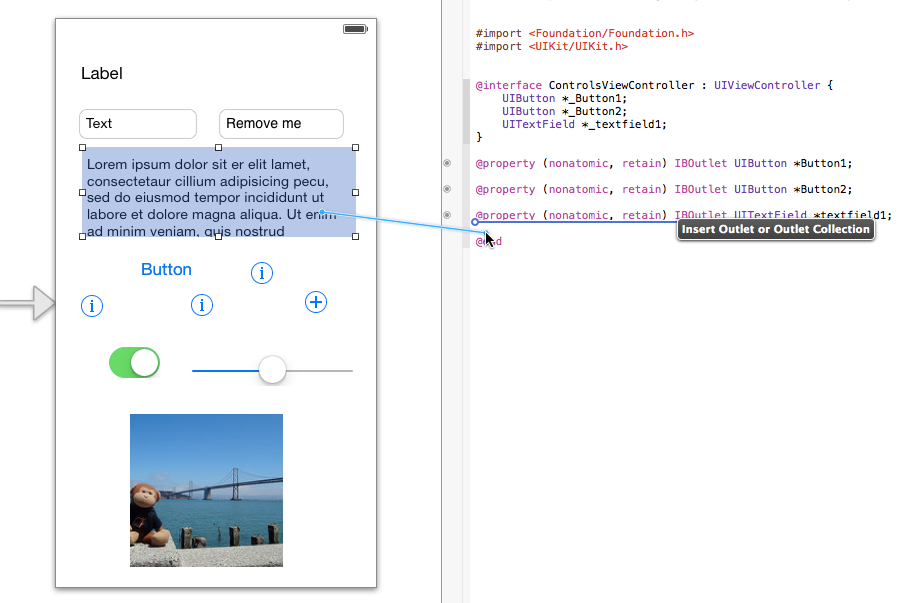 Label
Text
Remove me
Lorem ipsum dolor sit er elit lamet,
consectetaur cillium adipisicing pecu,
sed do eiusmod tempor incididunt ut
labore et dolore magna aliqua. Ut enim
ad minim veniam, quis nostrud
Button
#import <Foundation/Foundation.h>
#import <UIKit/UIKit.h>
@interface ControlsViewController : UIViewController {
UIButton *_Button1;
UIButton *_Button2;
UITextField *_textfield1;
}
@property (nonatomic, retain) IBOutlet UIButton *Button1;
@property (nonatomic, retain) IBOutlet UIButton *Button2;
@property (nonatomic, retain) IBOutlet UITextField *textfield1;
Insert Outlet or Outlet Collection
@end